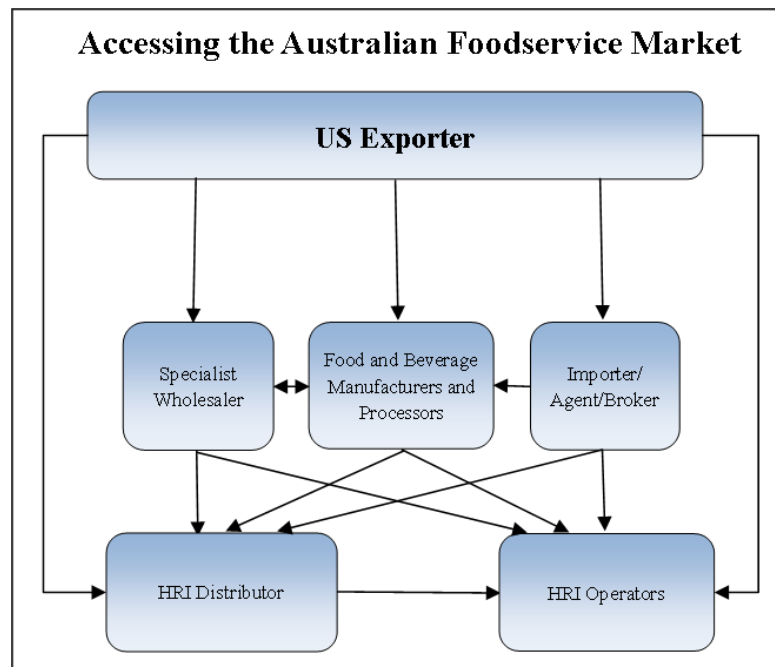 Accessing the Australian Foodservice Market
US Exporter
Specialist
Wholesaler
Food and Beverage
Manufacturers and
Processors
Importer/
Agent/Broker
HRI Distributor
HRI Operators